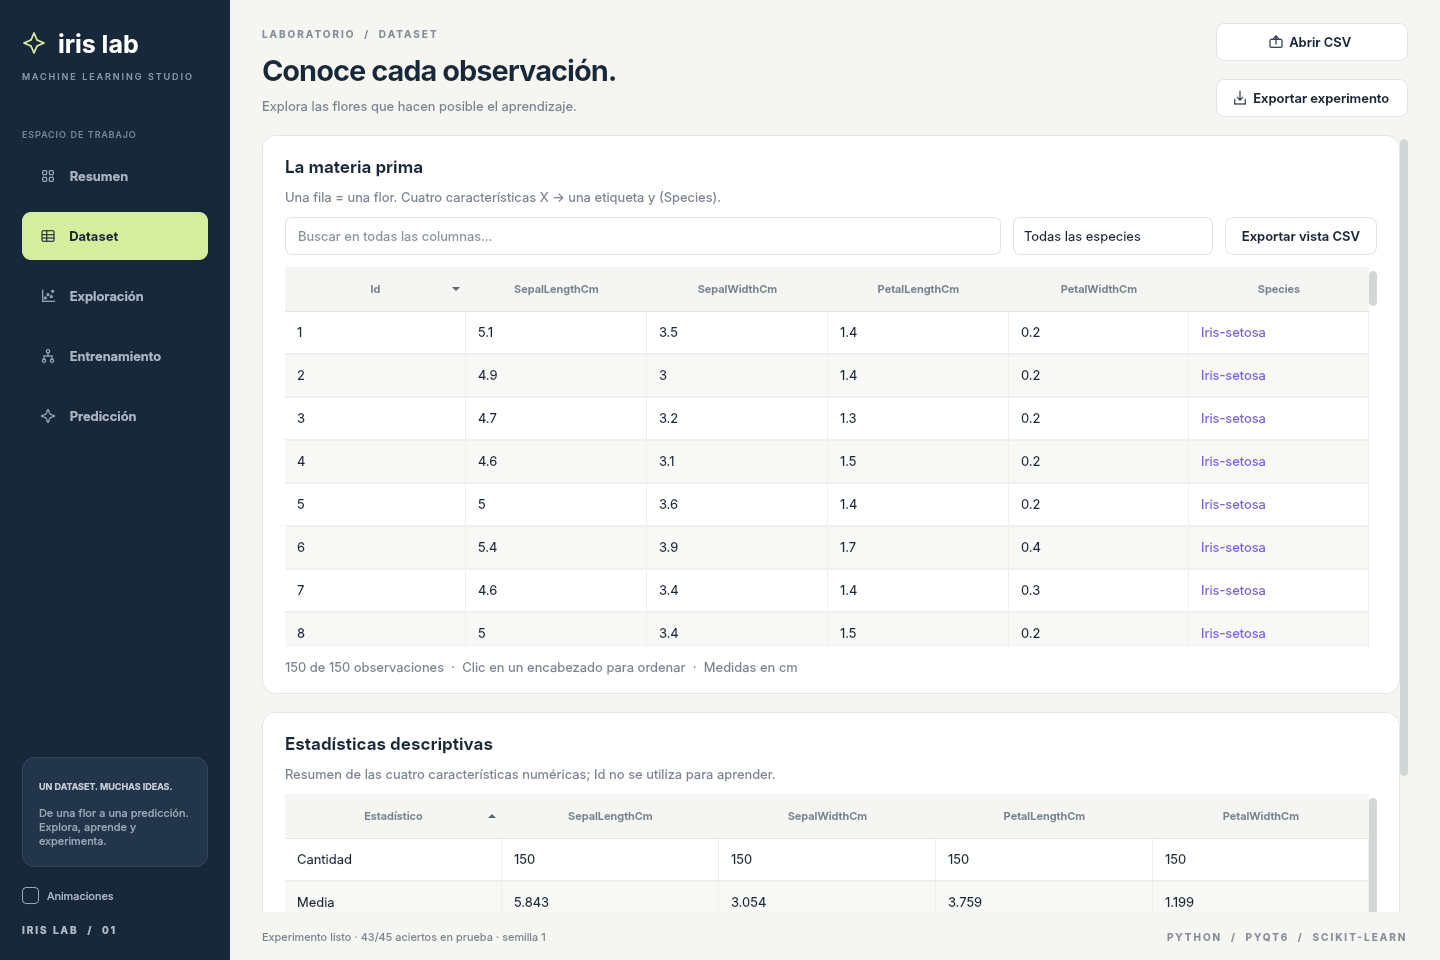 iris lab
MACHINE LEARNING STUDIO
ESPACIO DE TRABAJO
Resumen
Dataset
Exploración
Entrenamiento
Predicción
UN DATASET. MUCHAS IDEAS.
De una flor a una predicción.
Explora, aprende y
experimenta.
Animaciones
IRIS LAB / 01
LABORATORIO / DATASET
Conoce cada observación.
Explora las flores que hacen posible el aprendizaje.
Abrir CSV
Exportar experimento
La materia prima
Una fila = una flor. Cuatro características X → una etiqueta y (Species).
Buscar en todas las columnas...
Todas las especies
Exportar vista CSV
Id SepalLengthCm SepalWidthCm PetalLengthCm PetalWidthCm Species
1 5.1 3.5 1.4 0.2 Iris-setosa
2 4.9 3 1.4 0.2 Iris-setosa
3 4.7 3.2 1.3 0.2 Iris-setosa
4 4.6 3.1 1.5 0.2 Iris-setosa
5 5 3.6 1.4 0.2 Iris-setosa
6 5.4 3.9 1.7 0.4 Iris-setosa
7 4.6 3.4 1.4 0.3 Iris-setosa
8 5 3.4 1.5 0.2 Iris-setosa
150 de 150 observaciones · Clic en un encabezado para ordenar · Medidas en cm
Estadísticas descriptivas
Resumen de las cuatro características numéricas; Id no se utiliza para aprender.
Estadístico SepalLengthCm SepalWidthCm PetalLengthCm PetalWidthCm
Cantidad 150 150 150 150
Media 5.843 3.054 3.759 1.199
Experimento listo · 43/45 aciertos en prueba · semilla 1
PYTHON / PYQT6 / SCIKIT-LEARN